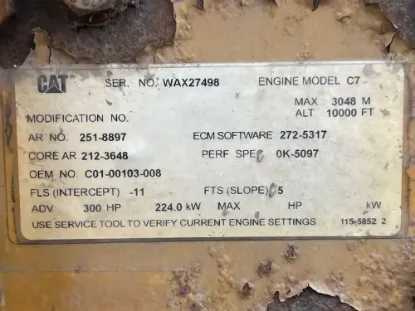 CAT SER. NO. WAX27498 ENGINE MODEL C7
MAX 3048 M
MODIFICATION NO. ALT 10000 FT
AR NO. 251-8897 ECM SOFTWARE 272-5317
CORE AR 212-3648 PERF SPEC 0K-5097
OEM NO. C01-00103-008
FLS (INTERCEPT) -11 FTS (SLOPE) 5
ADV 300 HP 224.0 kW MAX HP kW
USE SERVICE TOOL TO VERIFY CURRENT ENGINE SETTINGS 115-5852 2